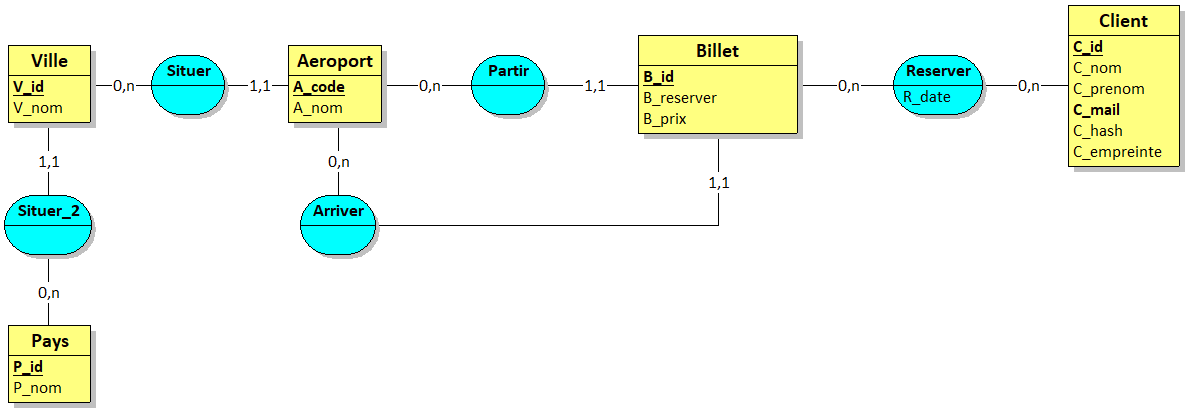 Ville
V_id
V_nom
0,n
Situer
1,1
Aeroport
A_code
A_nom
0,n
Partir
1,1
Billet
B_id
B_reserver
B_prix
0,n
Reserver
R_date
0,n
Client
C_id
C_nom
C_prenom
C_mail
C_hash
C_empreinte
1,1
Situer_2
0,n
Pays
P_id
P_nom
0,n
Arriver
1,1